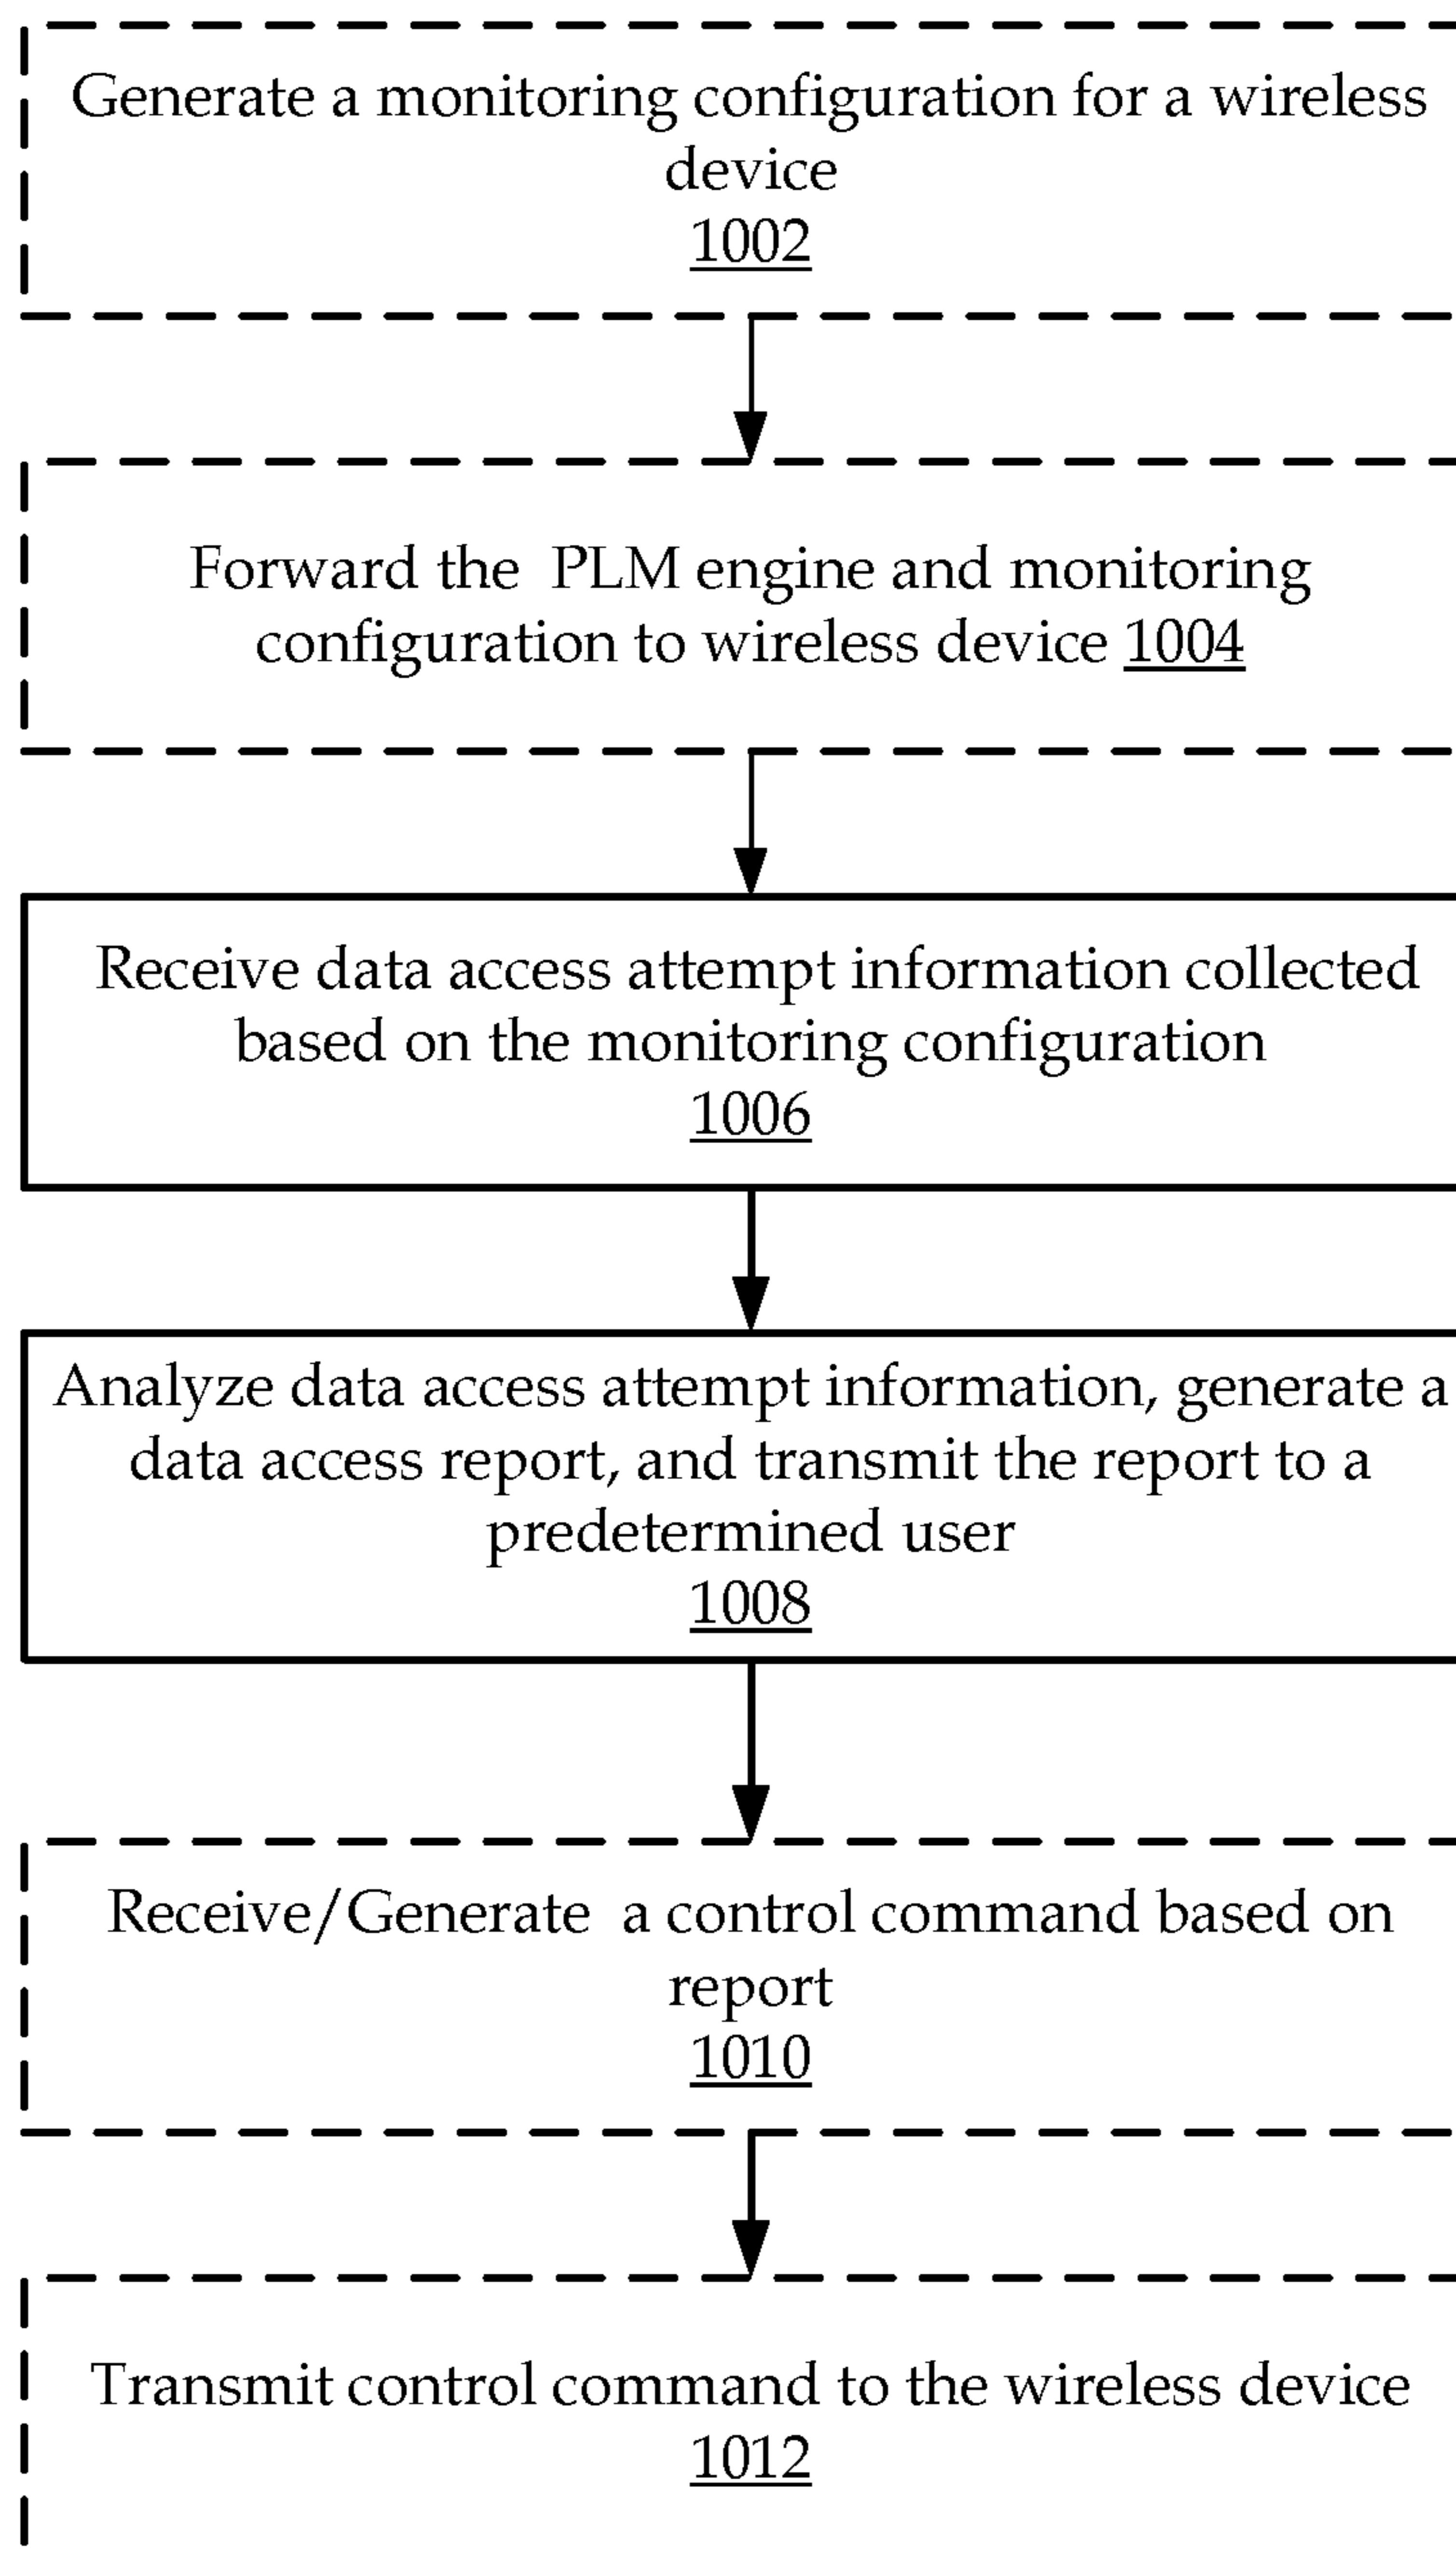 Generate a monitoring configuration for a wireless
device
1002
Forward the  PLM engine and monitoring
configuration to wireless device 1004
Receive data access attempt information collected
based on the monitoring configuration
1006
Analyze data access attempt information, generate a
data access report, and transmit the report to a
predetermined user
1008
Receive/Generate  a control command based on
report
1010
Transmit control command to the wireless device
1012